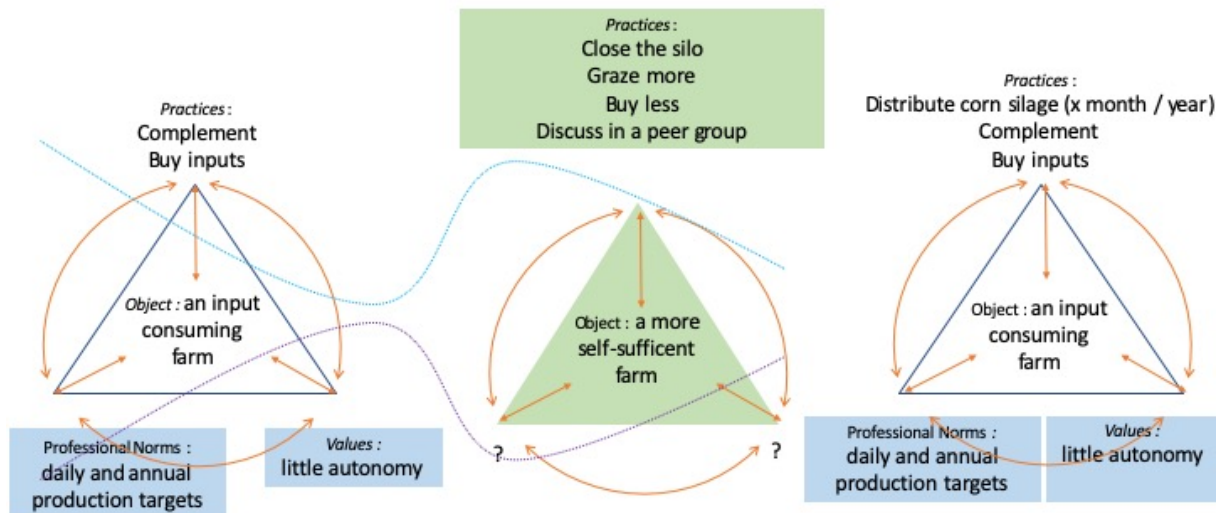 Practices :
Complement
Buy inputs
Object : an input
consuming
farm
Professional Norms :
daily and annual
production targets
Values :
little autonomy
Practices :
Close the silo
Graze more
Buy less
Discuss in a peer group
Object : a more
self-sufficent
farm
?
?
Practices :
Distribute corn silage (x month / year)
Complement
Buy inputs
Object : an input
consuming
farm
Professional Norms :
daily and annual
production targets
Values :
little autonomy